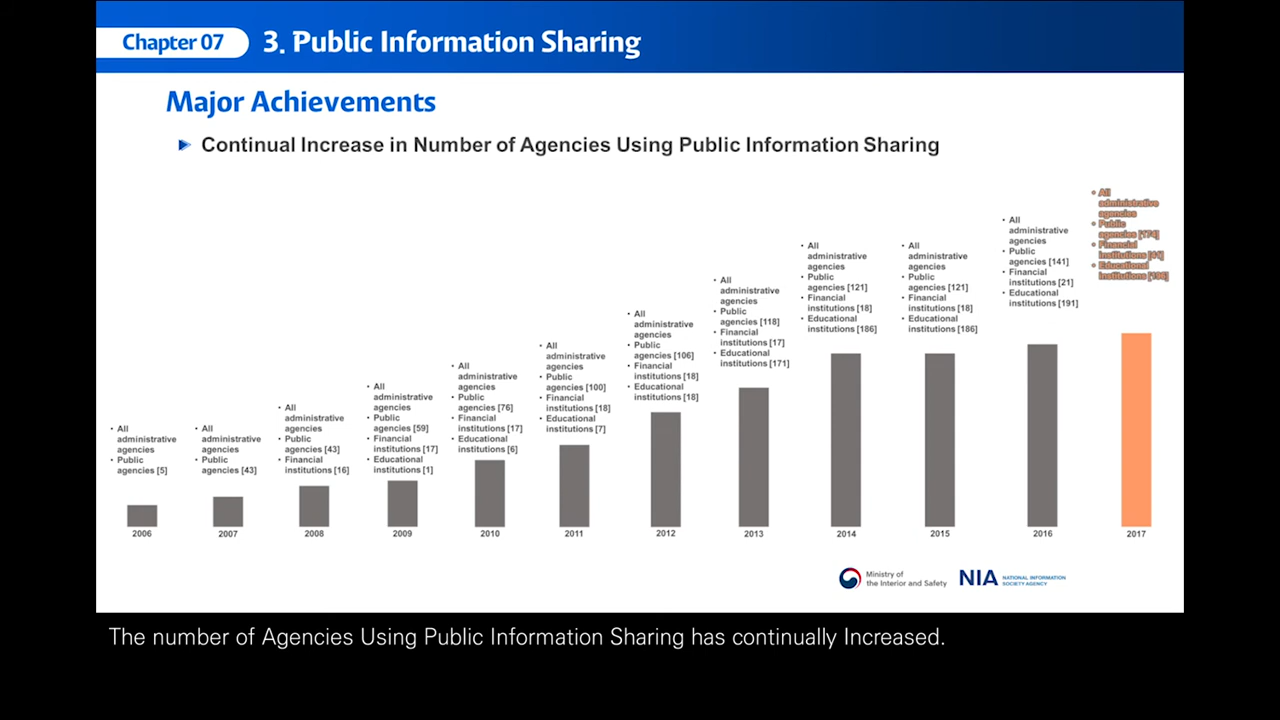 Chapter 07
3. Public Information Sharing
Major Achievements
Continual Increase in Number of Agencies Using Public Information Sharing
• All
administrative
agencies
• Public
agencies [5]
2006
• All
administrative
agencies
• Public
agencies [43]
2007
• All
administrative
agencies
• Public
agencies [43]
• Financial
institutions [16]
2008
• All
administrative
agencies
• Public
agencies [59]
• Financial
institutions [17]
• Educational
institutions [1]
2009
• All
administrative
agencies
• Public
agencies [76]
• Financial
institutions [17]
• Educational
institutions [6]
2010
• All
administrative
agencies
• Public
agencies [100]
• Financial
institutions [18]
• Educational
institutions [7]
2011
• All
administrative
agencies
• Public
agencies [106]
• Financial
institutions [18]
• Educational
institutions [18]
2012
• All
administrative
agencies
• Public
agencies [118]
• Financial
institutions [17]
• Educational
institutions [171]
2013
• All
administrative
agencies
• Public
agencies [121]
• Financial
institutions [18]
• Educational
institutions [186]
2014
• All
administrative
agencies
• Public
agencies [121]
• Financial
institutions [18]
• Educational
institutions [186]
2015
• All
administrative
agencies
• Public
agencies [141]
• Financial
institutions [21]
• Educational
institutions [191]
2016
• All
administrative
agencies
• Public
agencies
• Financial
institutions
• Educational
institutions
2017
Ministry of
the Interior and Safety
NIA
NATIONAL INFORMATION
SOCIETY AGENCY
The number of Agencies Using Public Information Sharing has continually Increased.